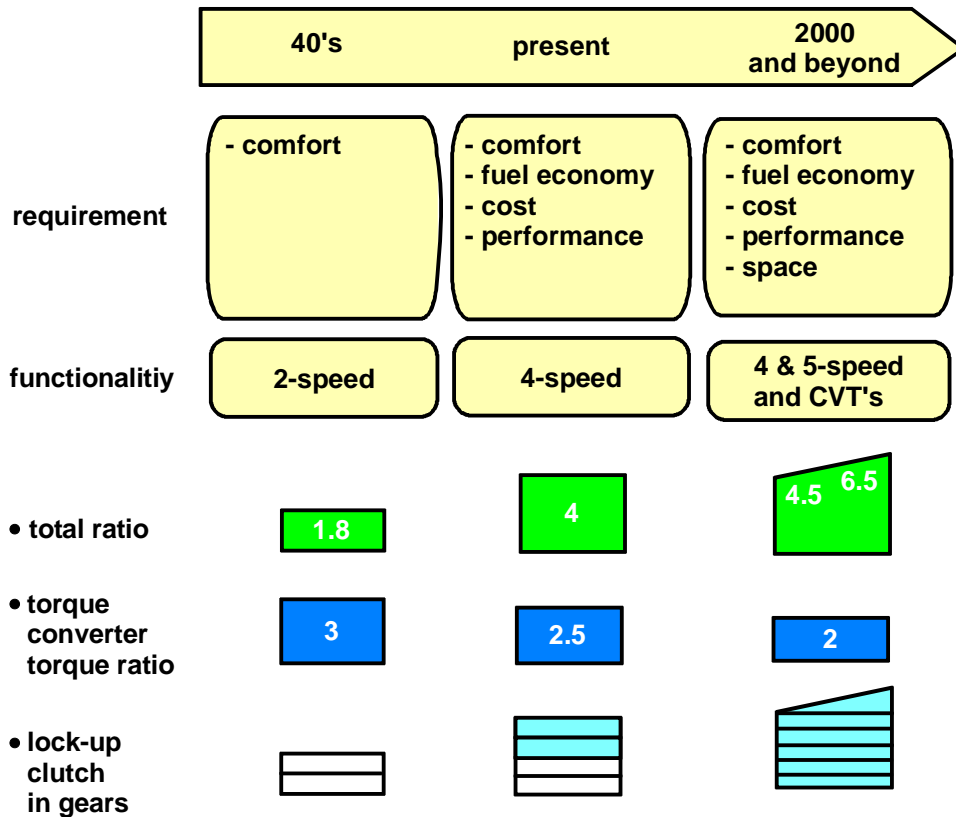 40's
present
2000
and beyond
requirement
- comfort
- comfort
- fuel economy
- cost
- performance
- comfort
- fuel economy
- cost
- performance
- space
functionalitiy
2-speed
4-speed
4 & 5-speed
and CVT's
• total ratio
1.8
4
4.5
6.5
• torque
converter
torque ratio
3
2.5
2
• lock-up
clutch
in gears